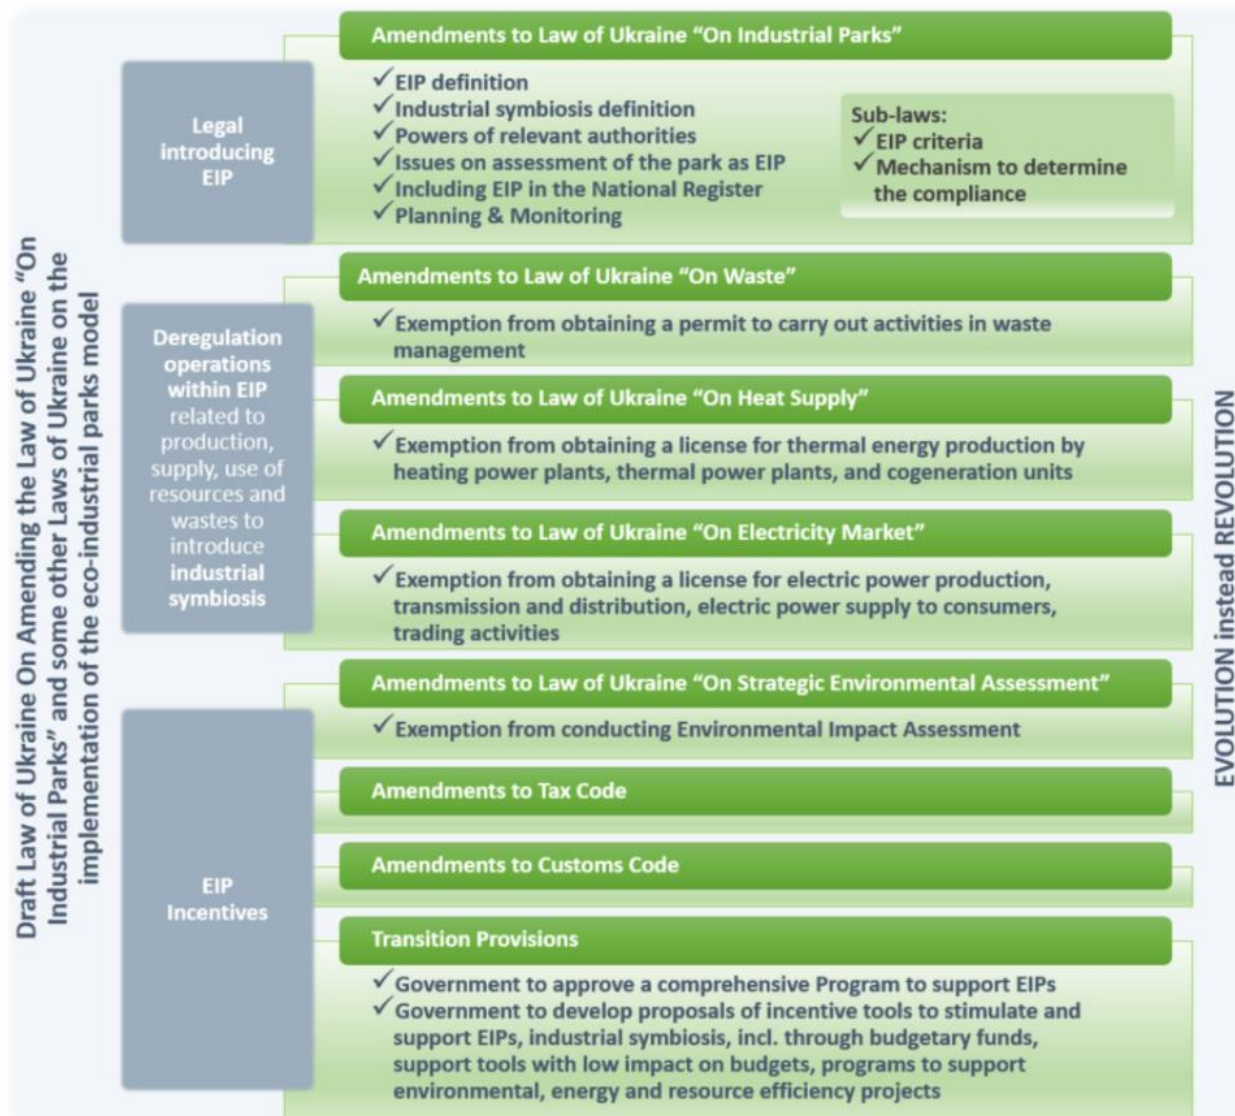 Draft Law of Ukraine On Amending the Law of Ukraine “On
Industrial Parks” and some other Laws of Ukraine on the
implementation of the eco-industrial parks model
Legal
introducing
EIP
Amendments to Law of Ukraine “On Industrial Parks”
✓EIP definition
✓Industrial symbiosis definition
✓Powers of relevant authorities
✓Issues on assessment of the park as EIP
✓Including EIP in the National Register
✓Planning & Monitoring
Sub-laws:
✓EIP criteria
✓Mechanism to determine
the compliance
Deregulation
operations
within EIP
related to
production,
supply, use of
resources and
wastes to
introduce
industrial
symbiosis
Amendments to Law of Ukraine “On Waste”
✓Exemption from obtaining a permit to carry out activities in waste
management
Amendments to Law of Ukraine “On Heat Supply”
✓Exemption from obtaining a license for thermal energy production by
heating power plants, thermal power plants, and cogeneration units
Amendments to Law of Ukraine “On Electricity Market”
✓Exemption from obtaining a license for electric power production,
transmission and distribution, electric power supply to consumers,
trading activities
EIP
Incentives
Amendments to Law of Ukraine “On Strategic Environmental Assessment”
✓Exemption from conducting Environmental Impact Assessment
Amendments to Tax Code
Amendments to Customs Code
Transition Provisions
✓Government to approve a comprehensive Program to support EIPs
✓Government to develop proposals of incentive tools to stimulate and
support EIPs, industrial symbiosis, incl. through budgetary funds,
support tools with low impact on budgets, programs to support
environmental, energy and resource efficiency projects
EVOLUTION instead REVOLUTION